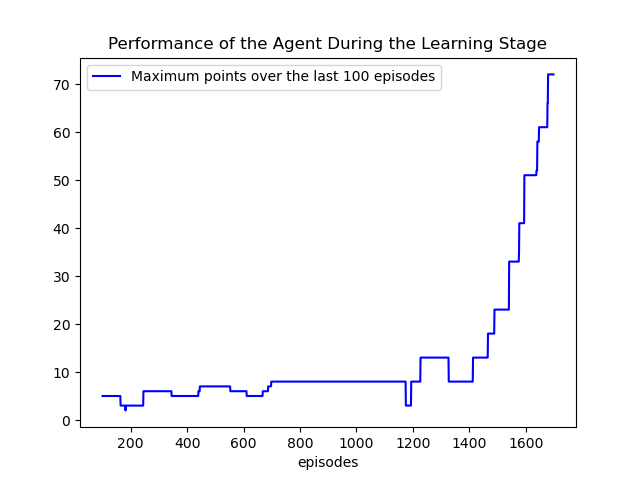 Performance of the Agent During the Learning Stage
Maximum points over the last 100 episodes
70
60
50
40
30
20
10
0
200 400 600 800 1000 1200 1400 1600
episodes